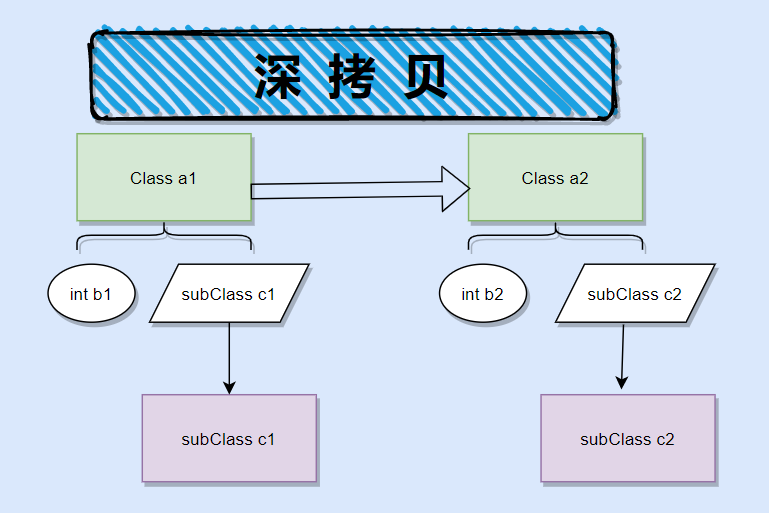 深拷贝
Class a1
Class a2
int b1
subClass c1
int b2
subClass c2
subClass c1
subClass c2